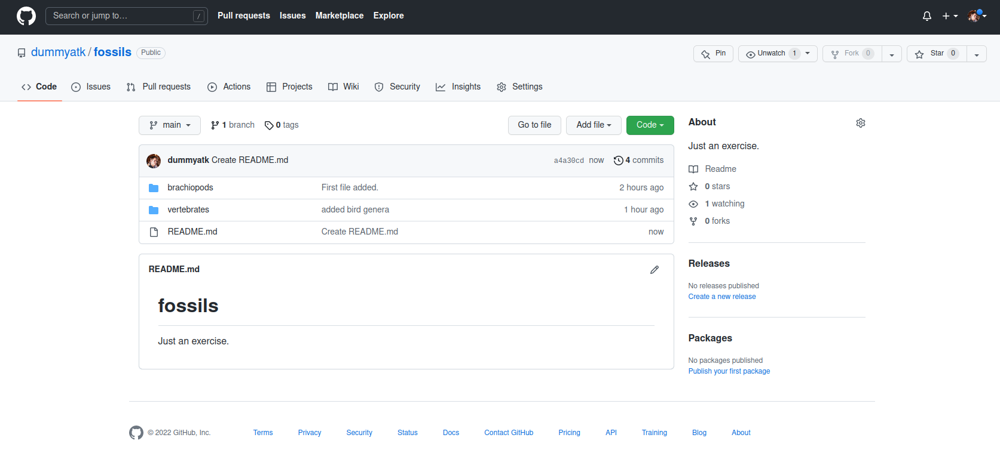 Search or jump to… / Pull requests Issues Marketplace Explore
dummyatk / fossils Public Pin Unwatch 1 Fork 0 Star 0
Code Issues Pull requests Actions Projects Wiki Security Insights Settings
main 1 branch 0 tags Go to file Add file Code
dummyatk Create README.md a4a30cd now 4 commits
brachiopods First file added. 2 hours ago
vertebrates added bird genera 1 hour ago
README.md Create README.md now
README.md
fossils
Just an exercise.
About
Just an exercise.
Readme
0 stars
1 watching
0 forks
Releases
No releases published
Create a new release
Packages
No packages published
Publish your first package
© 2022 GitHub, Inc. Terms Privacy Security Status Docs Contact GitHub Pricing API Training Blog About